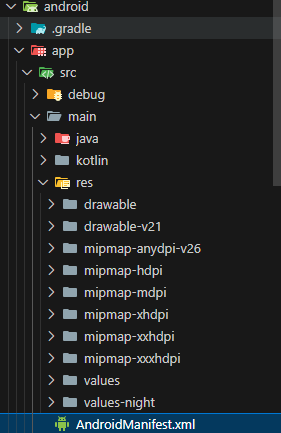 android
.gradle
app
src
debug
main
java
kotlin
res
drawable
drawable-v21
mipmap-anydpi-v26
mipmap-hdpi
mipmap-mdpi
mipmap-xhdpi
mipmap-xxhdpi
mipmap-xxxhdpi
values
values-night
AndroidManifest.xml